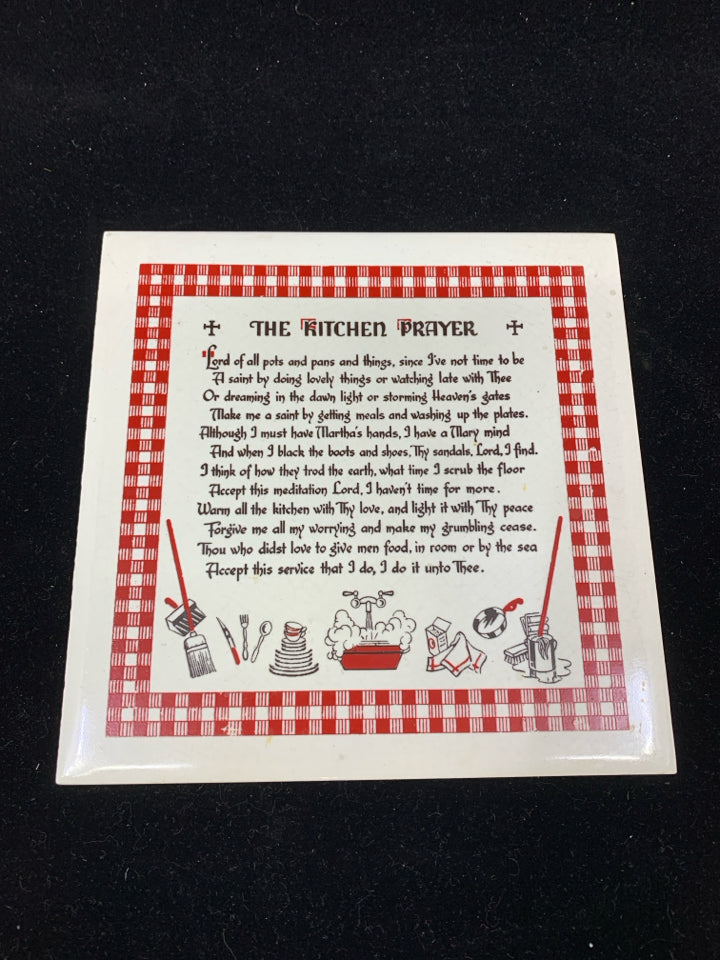 THE KITCHEN PRAYER
Lord of all pots and pans and things, since I've not time to be
A saint by doing lovely things or watching late with Thee
Or dreaming in the dawn light or storming Heaven's gates
Make me a saint by getting meals and washing up the plates.
Although I must have Martha's hands, I have a Mary mind
And when I black the boots and shoes, Thy sandals, Lord, I find.
I think of how they trod the earth, what time I scrub the floor
Accept this meditation Lord, I haven't time for more.
Warm all the kitchen with Thy love, and light it with Thy peace
Forgive me all my worrying and make my grumbling cease.
Thou who didst love to give men food, in room or by the sea
Accept this service that I do, I do it unto Thee.